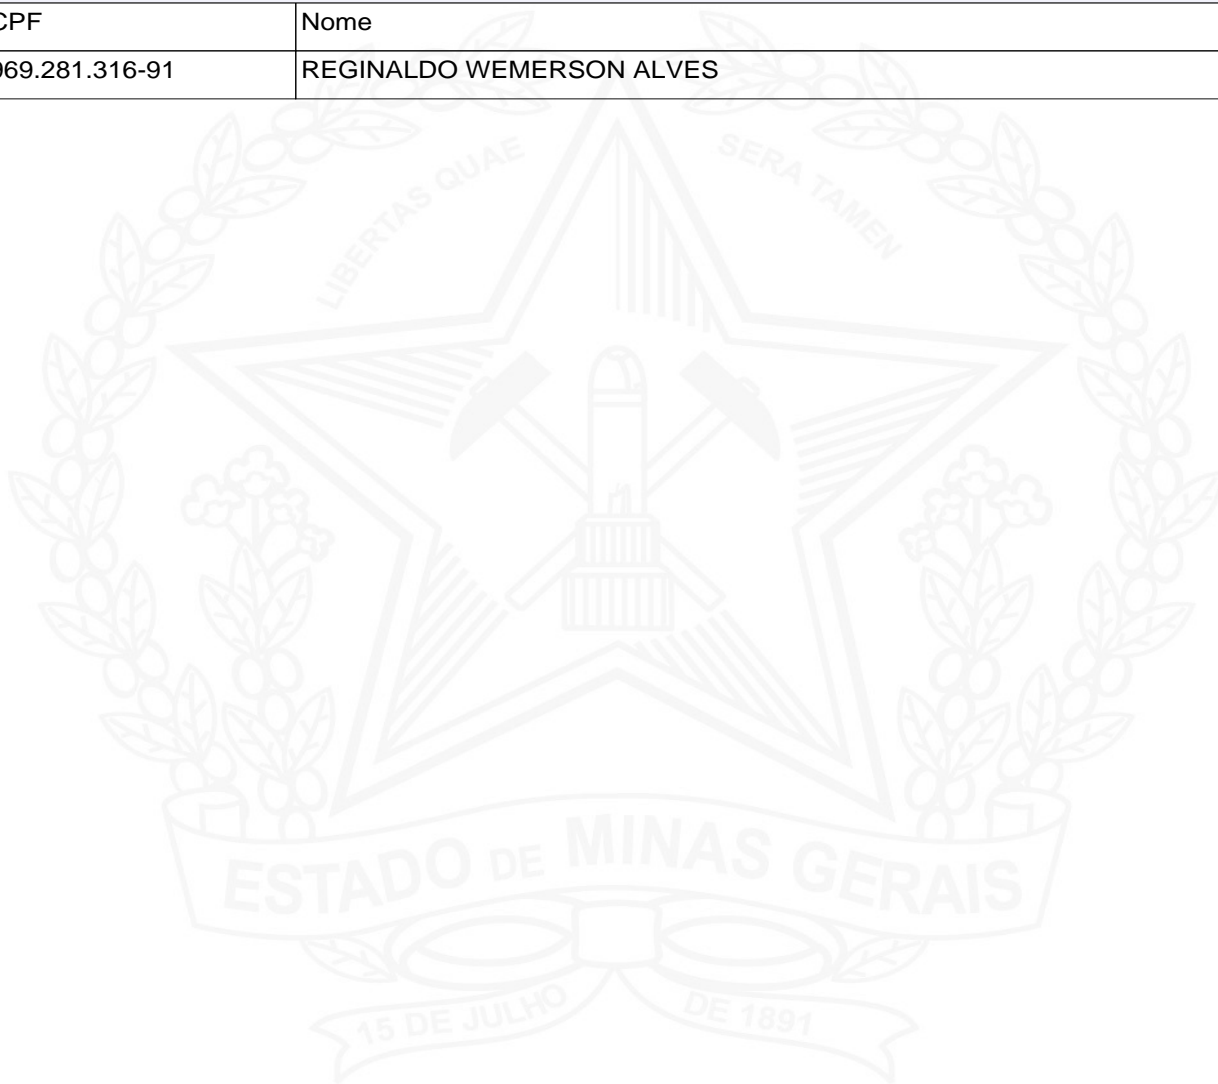 CPF Nome
969.281.316-91 REGINALDO WEMERSON ALVES
LIBERTAS QUAE SERA TAMEN
ESTADO DE MINAS GERAIS
15 DE JULHO DE 1891